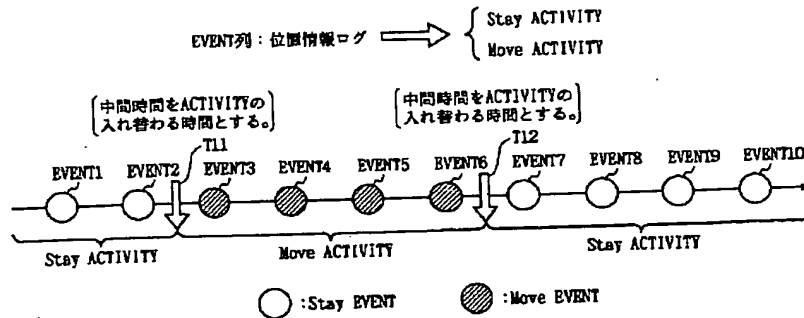 EVENT列：位置情報ログ
Stay ACTIVITY
Move ACTIVITY
中間時間をACTIVITYの
入れ替わる時間とする。
中間時間をACTIVITYの
入れ替わる時間とする。
T11
T12
EVENT1 EVENT2 EVENT3 EVENT4 EVENT5 EVENT6 EVENT7 EVENT8 EVENT9 EVENT10
Stay ACTIVITY Move ACTIVITY Stay ACTIVITY
:Stay EVENT :Move EVENT